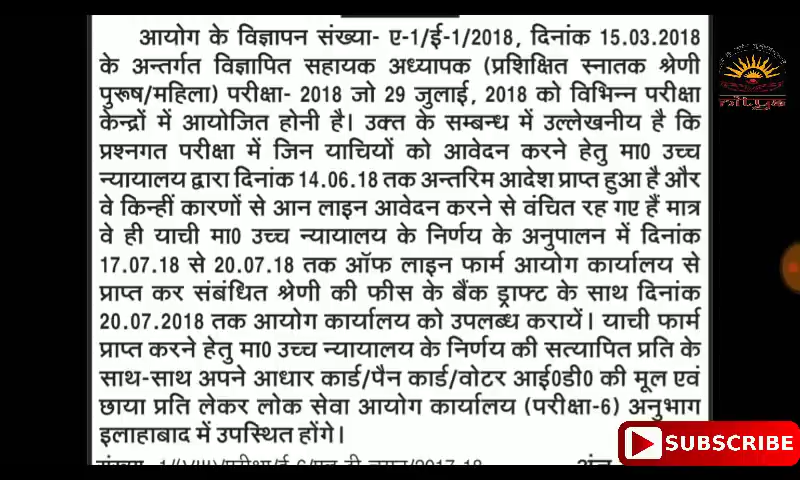 आयोग के विज्ञापन संख्या- ए-1/ई-1/2018, दिनांक 15.03.2018
के अन्तर्गत विज्ञापित सहायक अध्यापक (प्रशिक्षित स्नातक श्रेणी
पुरूष/महिला) परीक्षा- 2018 जो 29 जुलाई, 2018 को विभिन्न परीक्षा
केन्द्रों में आयोजित होनी है। उक्त के सम्बन्ध में उल्लेखनीय है कि
प्रश्नगत परीक्षा में जिन याचियों को आवेदन करने हेतु मा0 उच्च
न्यायालय द्वारा दिनांक 14.06.18 तक अन्तरिम आदेश प्राप्त हुआ है और
वे किन्हीं कारणों से आन लाइन आवेदन करने से वंचित रह गए हैं मात्र
वे ही याची मा0 उच्च न्यायालय के निर्णय के अनुपालन में दिनांक
17.07.18 से 20.07.18 तक ऑफ लाइन फार्म आयोग कार्यालय से
प्राप्त कर संबंधित श्रेणी की फीस के बैंक ड्राफ्ट के साथ दिनांक
20.07.2018 तक आयोग कार्यालय को उपलब्ध करायें। याची फार्म
प्राप्त करने हेतु मा0 उच्च न्यायालय के निर्णय की सत्यापित प्रति के
साथ-साथ अपने आधार कार्ड/पैन कार्ड/वोटर आई0डी0 की मूल एवं
छाया प्रति लेकर लोक सेवा आयोग कार्यालय (परीक्षा-6) अनुभाग
इलाहाबाद में उपस्थित होंगे।
SUBSCRIBE